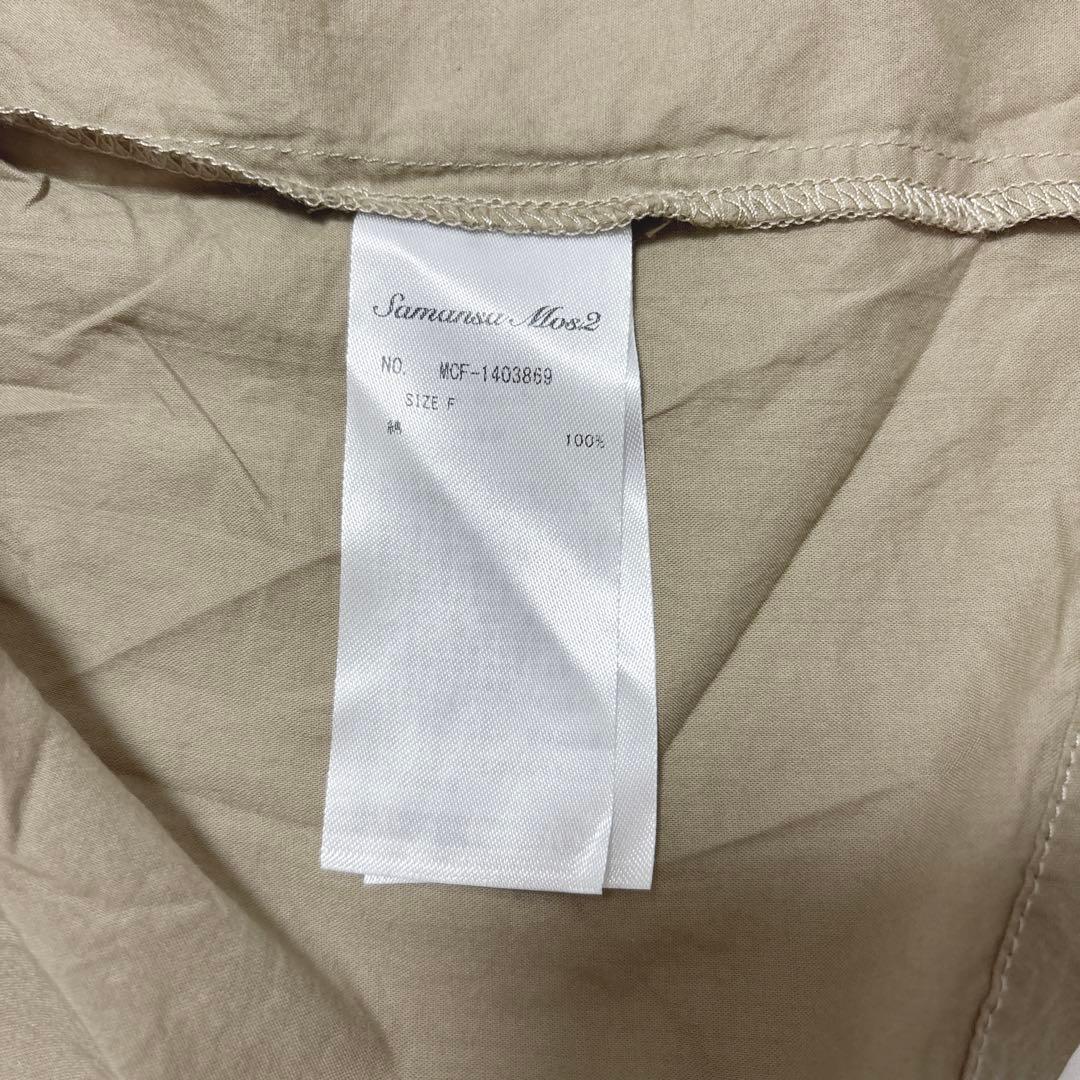 Samansa Mos2
NO. MCF-1403869
SIZE F
綿 100%